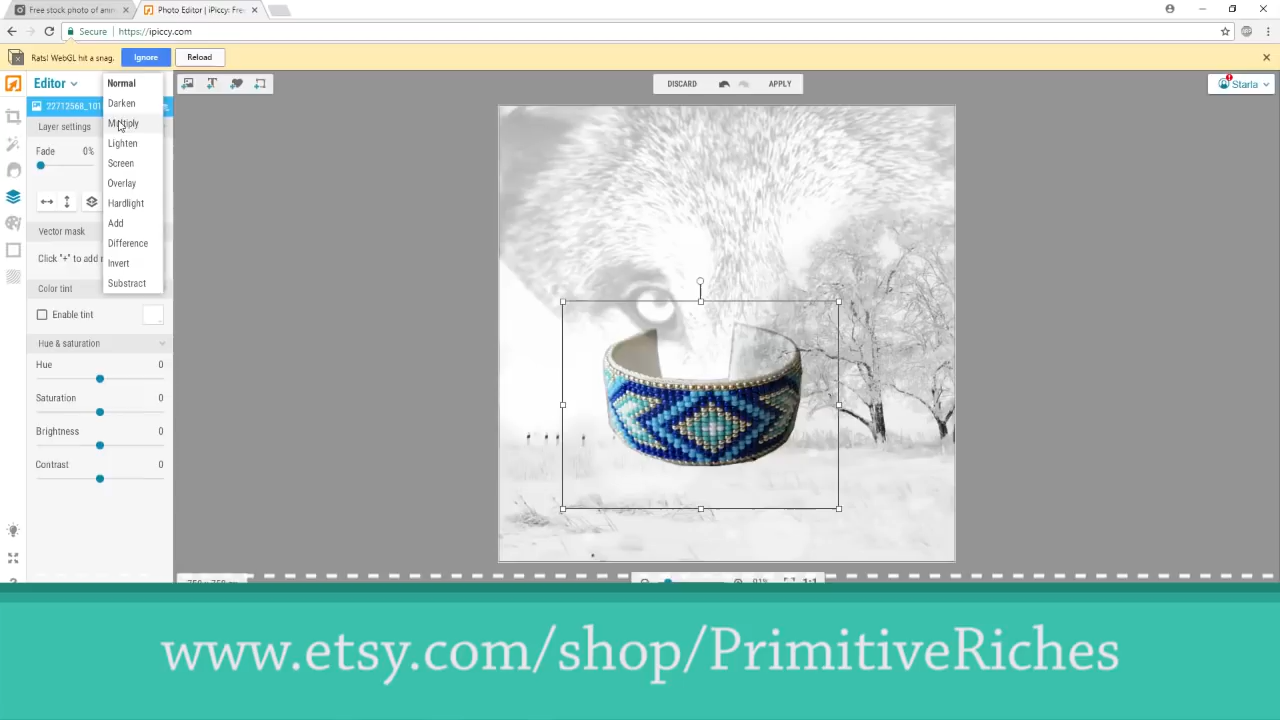 Free stock photo of anim
Photo Editor | iPiccy: Free
Secure
https://ipiccy.com
Rats! WebGL hit a snag.
Ignore
Reload
Editor
Normal
DISCARD
APPLY
Starla
22712568_101
Darken
Layer settings
Multiply
Fade
0%
Lighten
Screen
Overlay
Hardlight
Vector mask
Add
Difference
Click "+" to add
Invert
Color tint
Substract
Enable tint
Hue & saturation
Hue
0
Saturation
0
Brightness
0
Contrast
0
www.etsy.com/shop/PrimitiveRiches